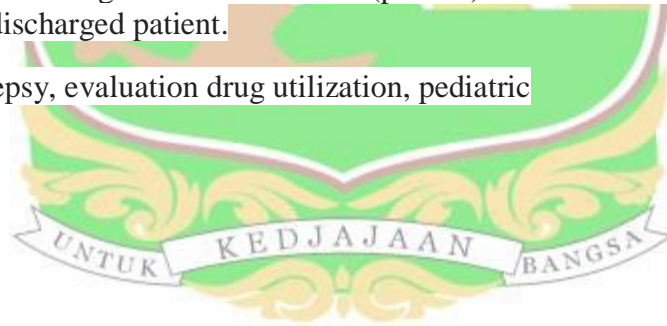 discharged patient.
epsy, evaluation drug utilization, pediatric
UNTUK KEDJAJAAN BANGSA